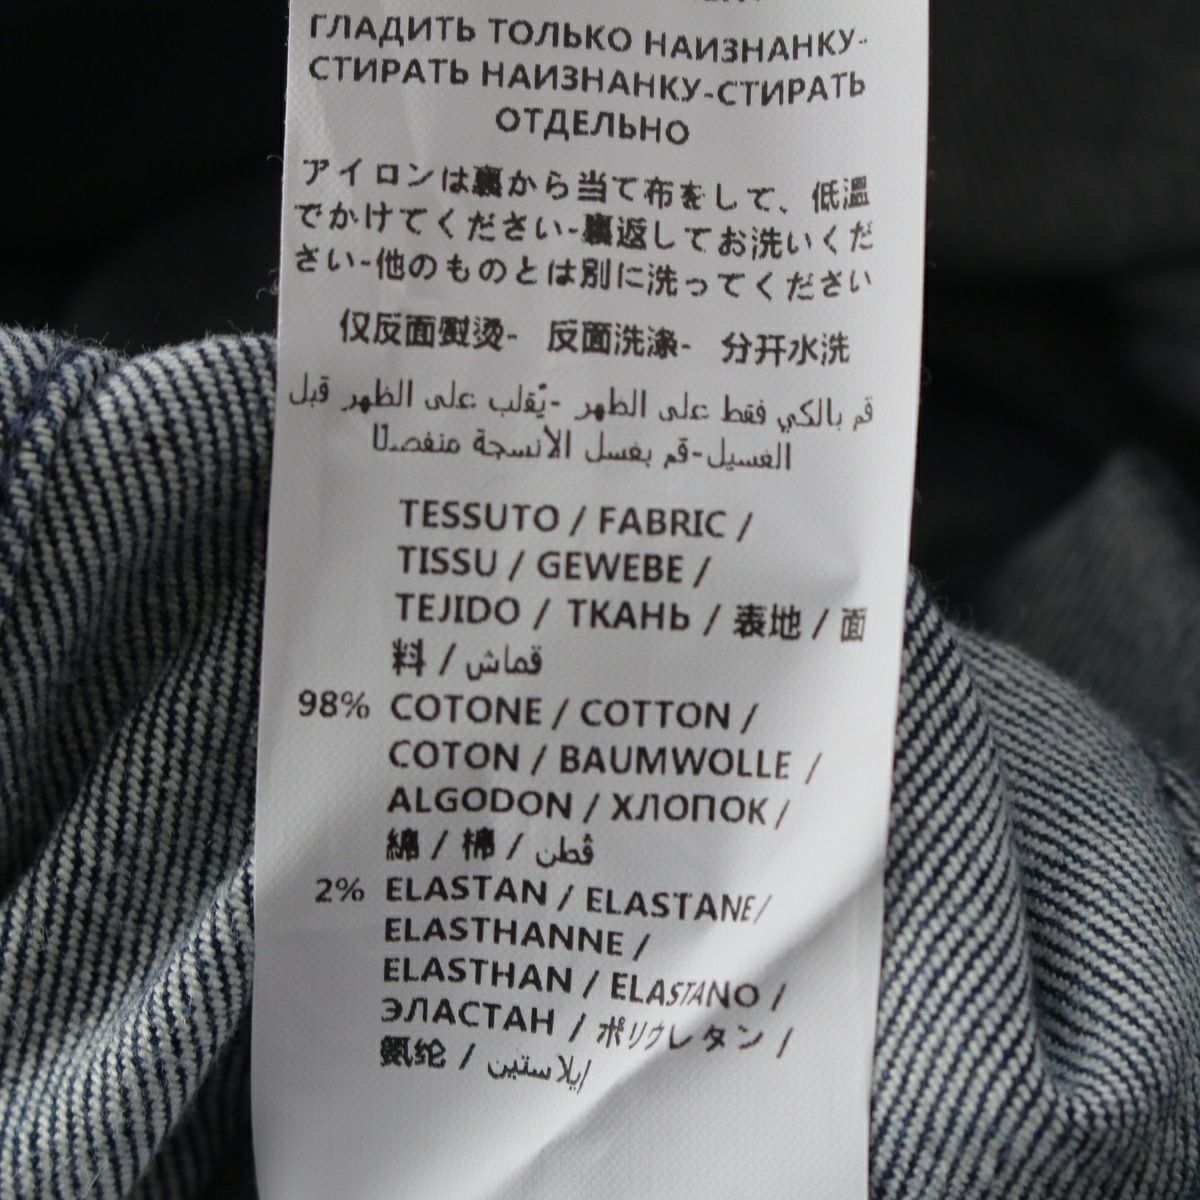 ГЛАДИТЬ ТОЛЬКО НАИЗНАНКУ-
СТИРАТЬ НАИЗНАНКУ-СТИРАТЬ
ОТДЕЛЬНО
アイロンは裏から当て布をして、低温
でかけてください-裏返してお洗いくだ
さい-他のものとは別に洗ってください
仅反面熨烫- 反面洗涤- 分开水洗
قم بالكي فقط على الظهر -يُقلب على الظهر قبل
الغسيل-قم بغسل الأنسجة منفصلا
TESSUTO / FABRIC /
TISSU / GEWEBE /
TEJIDO / ТКАНЬ / 表地 / 面
料 / قماش
98% COTONE / COTTON /
COTON / BAUMWOLLE /
ALGODON / ХЛОПОК /
綿 / 棉 / قطن
2% ELASTAN / ELASTANE/
ELASTHANNE /
ELASTHAN / ELASTANO /
ЭЛАСТАН / ポリウレタン /
氨纶 / إيلاستين